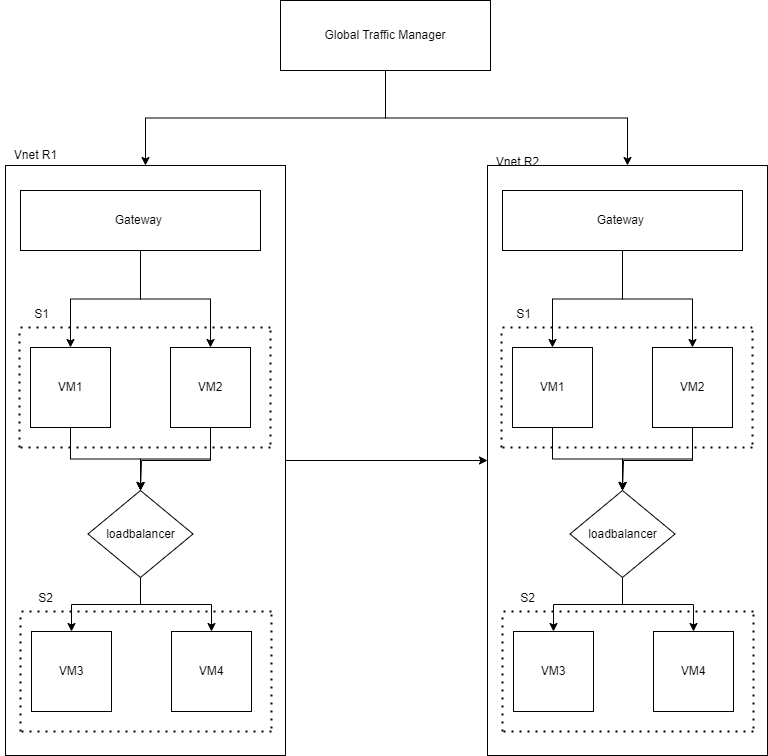 Global Traffic Manager
Vnet R1
Vnet R2
Gateway
Gateway
S1
S1
VM1
VM2
VM1
VM2
loadbalancer
loadbalancer
S2
S2
VM3
VM4
VM3
VM4